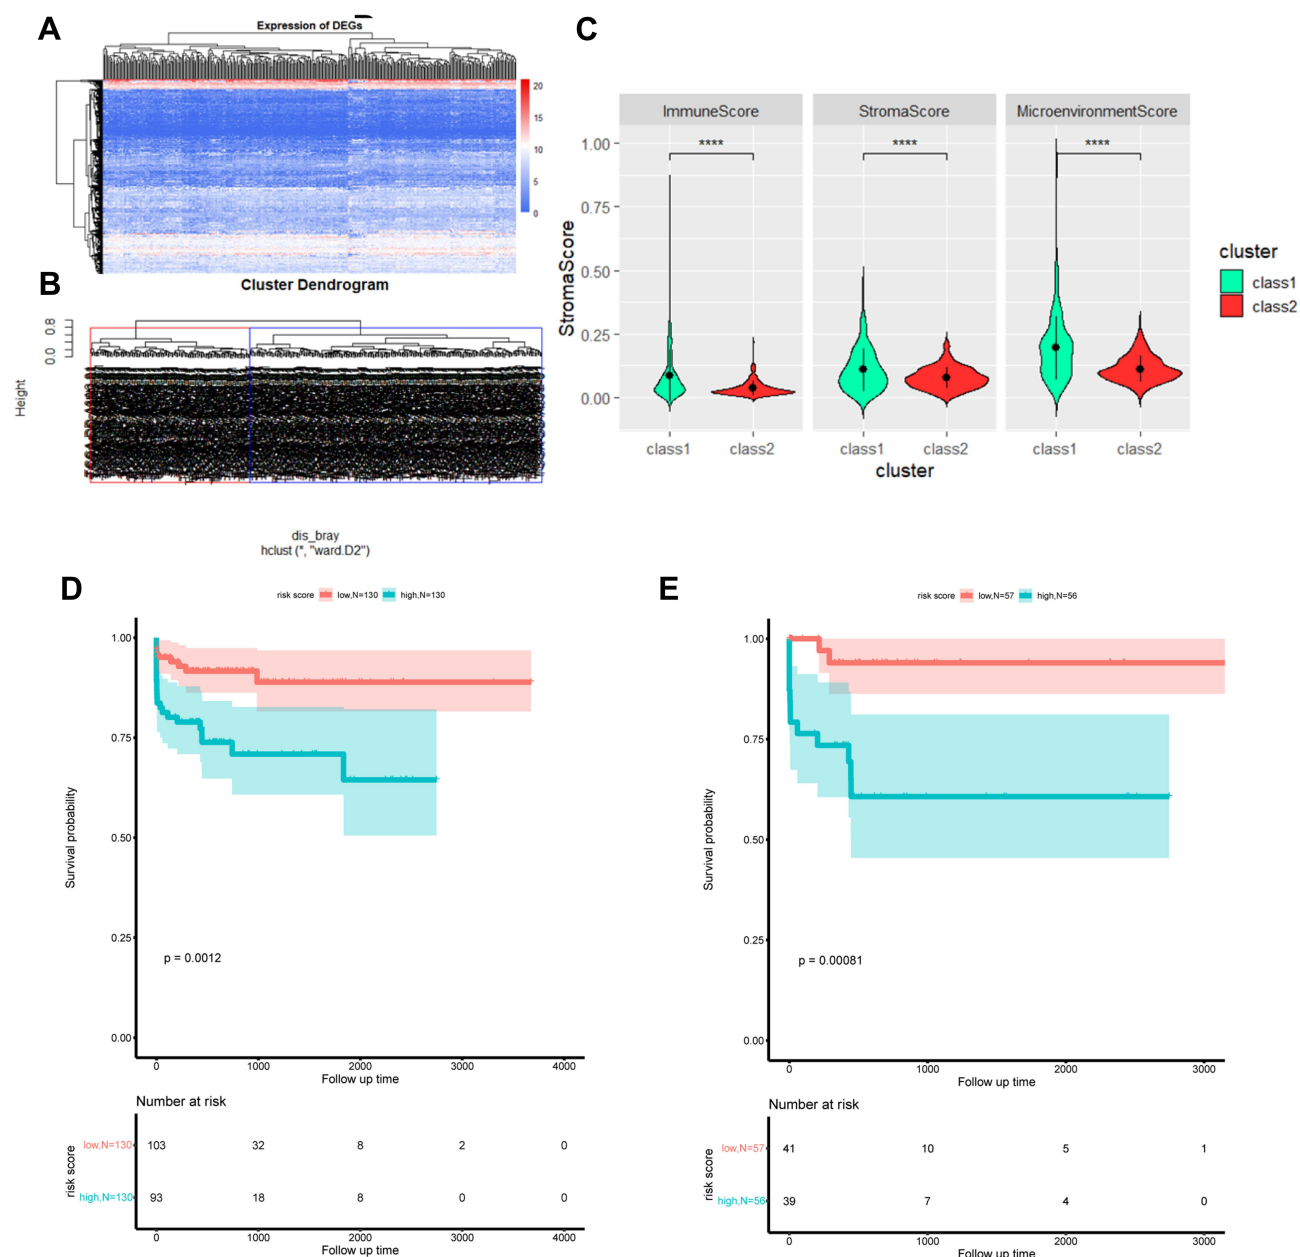 A
Expression of DEGs
20
15
10
5
0
B
Cluster Dendrogram
Height
0.0 0.8
dis_bray
hclust (*, "ward.D2")
C
ImmuneScore StromaScore MicroenvironmentScore
**** **** ****
1.00
0.75
0.50
0.25
0.00
StromaScore
class1 class2 class1 class2 class1 class2
cluster
cluster
class1
class2
D
risk score low,N=130 high,N=130
1.00
0.75
0.50
0.25
0.00
Survival probability
p = 0.0012
0 1000 2000 3000 4000
Follow up time
Number at risk
risk score
low,N=130 103 32 8 2 0
high,N=130 93 18 8 0 0
0 1000 2000 3000 4000
Follow up time
E
risk score low,N=57 high,N=56
1.00
0.75
0.50
0.25
0.00
Survival probability
p = 0.00081
0 1000 2000 3000
Follow up time
Number at risk
risk score
low,N=57 41 10 5 1
high,N=56 39 7 4 0
0 1000 2000 3000
Follow up time